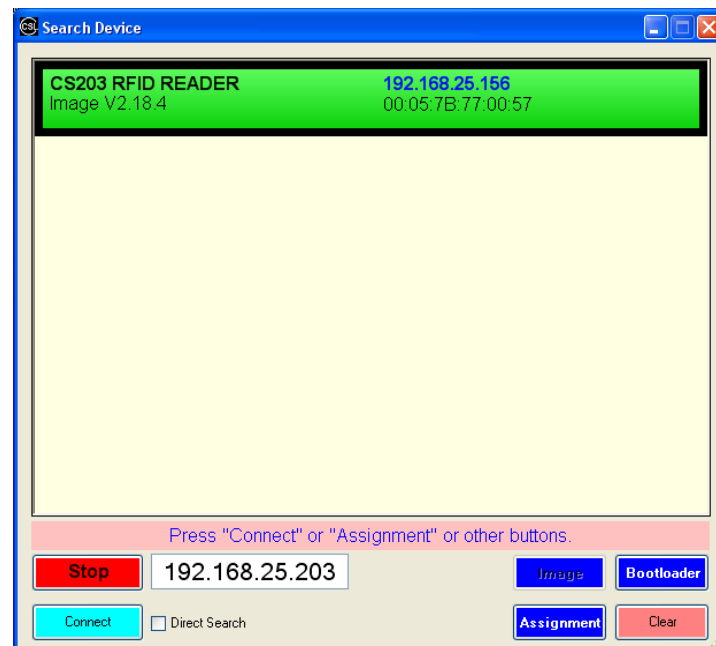 CSL Search Device
CS203 RFID READER 192.168.25.156
Image V2.18.4 00:05:7B:77:00:57
Press "Connect" or "Assignment" or other buttons.
Stop 192.168.25.203 Image Bootloader
Connect Direct Search Assignment Clear